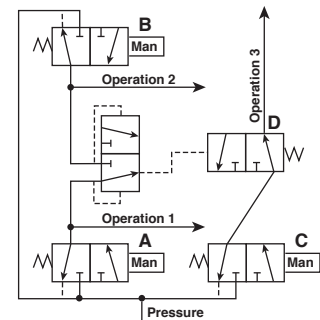 B
Man
Operation 2
Operation 3
D
Operation 1
A
Man
C
Man
Pressure